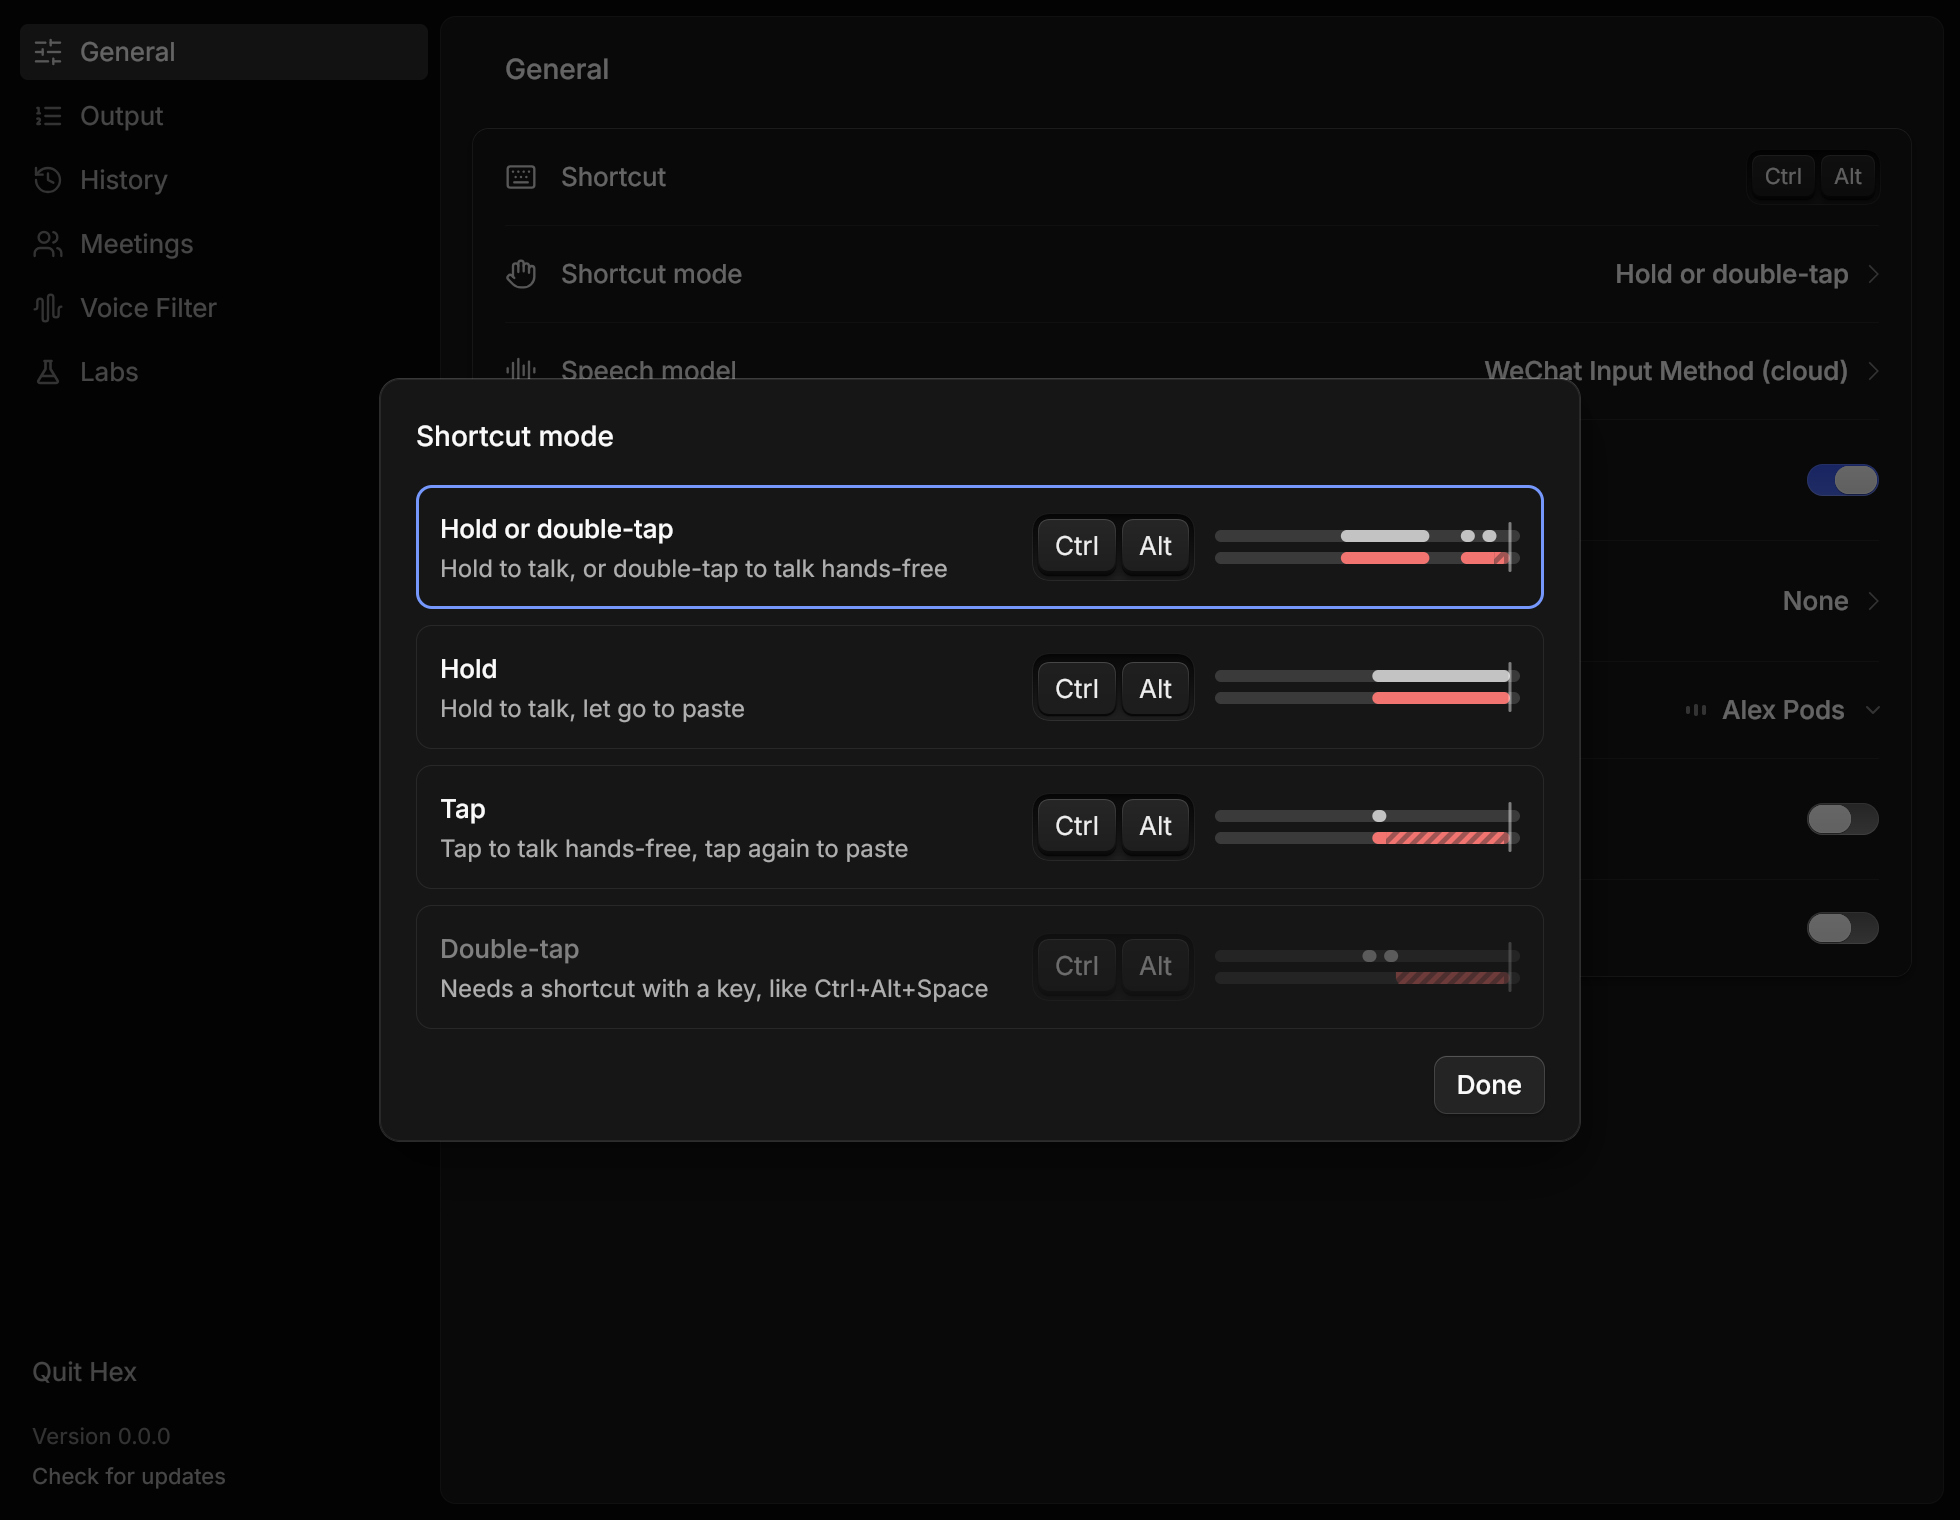 General
Output
History
Meetings
Voice Filter
Labs
General
Shortcut
Ctrl Alt
Shortcut mode
Hold or double-tap
Speech model
WeChat Input Method (cloud)
None
Alex Pods
Shortcut mode
Hold or double-tap
Hold to talk, or double-tap to talk hands-free
Ctrl Alt
Hold
Hold to talk, let go to paste
Ctrl Alt
Tap
Tap to talk hands-free, tap again to paste
Ctrl Alt
Double-tap
Needs a shortcut with a key, like Ctrl+Alt+Space
Ctrl Alt
Done
Quit Hex
Version 0.0.0
Check for updates